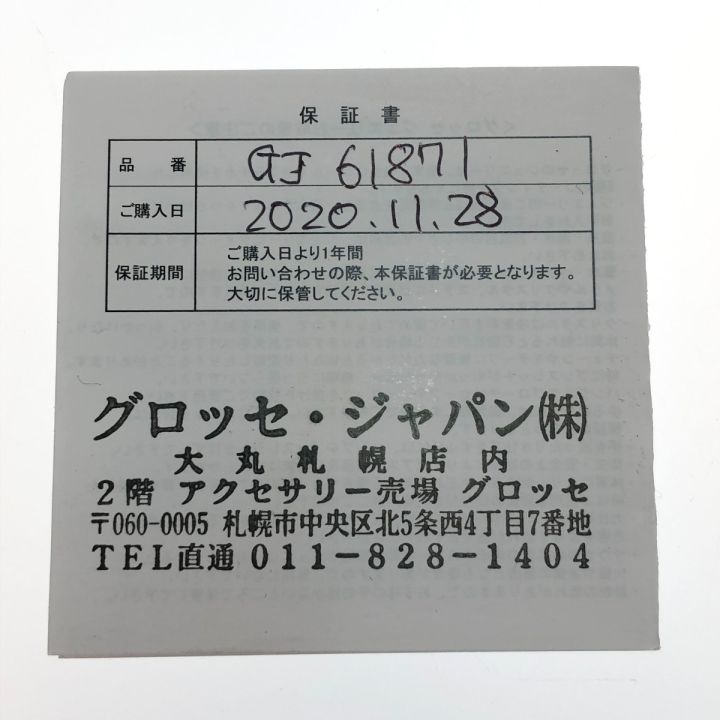 保証書
品番 GJ 61871
ご購入日 2020.11.28
保証期間 ご購入日より1年間
お問い合わせの際、本保証書が必要となります。
大切に保管してください。
グロッセ・ジャパン㈱
大丸札幌店内
2階 アクセサリー売場 グロッセ
〒060-0005 札幌市中央区北5条西4丁目7番地
TEL直通 011-828-1404